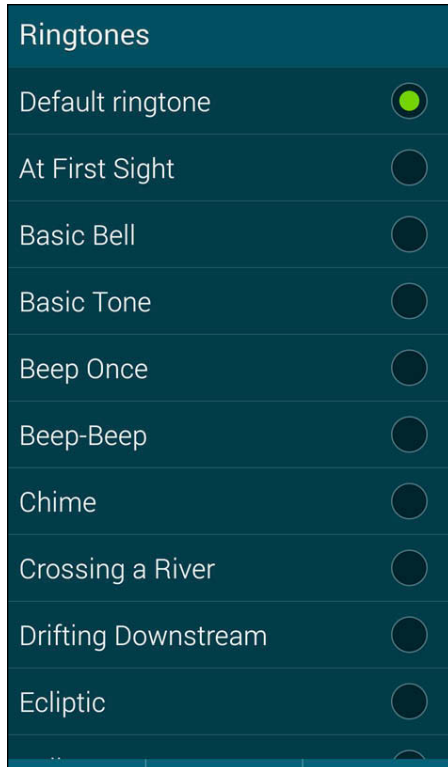 Ringtones
Default ringtone
At First Sight
Basic Bell
Basic Tone
Beep Once
Beep-Beep
Chime
Crossing a River
Drifting Downstream
Ecliptic